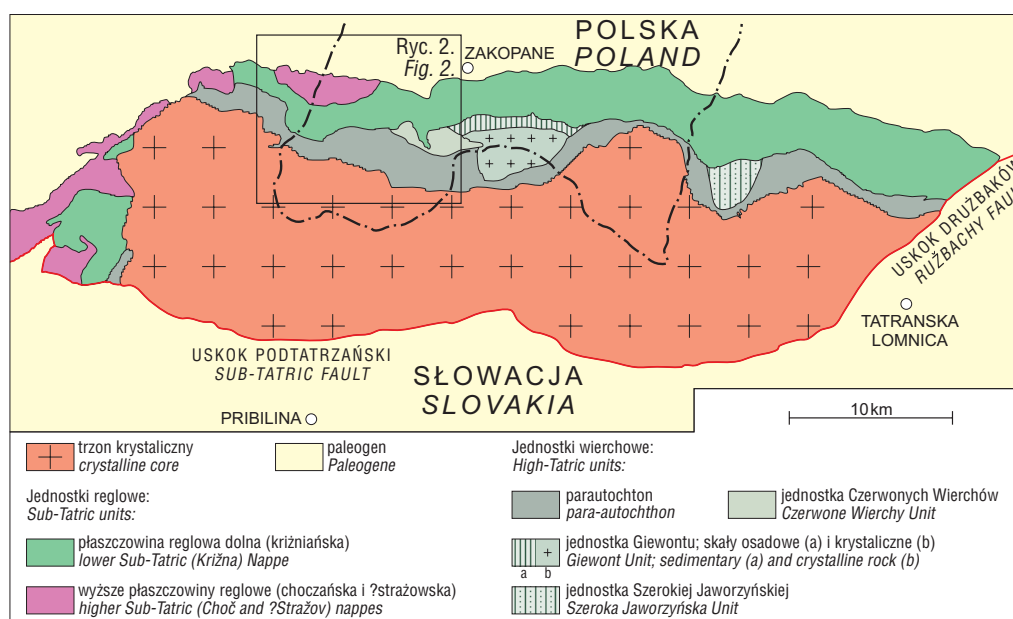 POLSKA
POLAND
Ryc. 2.
Fig. 2.
ZAKOPANE
USKOK DRUŻBAKÓW
RUŽBACHY FAULT
TATRANSKA
LOMNICA
USKOK PODTATRZAŃSKI
SUB-TATRIC FAULT
SŁOWACJA
SLOVAKIA
PRIBILINA
10 km
trzon krystaliczny
crystalline core
paleogen
Paleogene
Jednostki reglowe:
Sub-Tatric units:
płaszczowina reglowa dolna (kriżniańska)
lower Sub-Tatric (Križna) Nappe
wyższe płaszczowiny reglowe (choczańska i ?strażowska)
higher Sub-Tatric (Choč and ?Stražov) nappes
Jednostki wierchowe:
High-Tatric units:
parautochton
para-autochthon
jednostka Czerwonych Wierchów
Czerwone Wierchy Unit
jednostka Giewontu; skały osadowe (a) i krystaliczne (b)
Giewont Unit; sedimentary (a) and crystalline rock (b)
a b
jednostka Szerokiej Jaworzyńskiej
Szeroka Jaworzyńska Unit